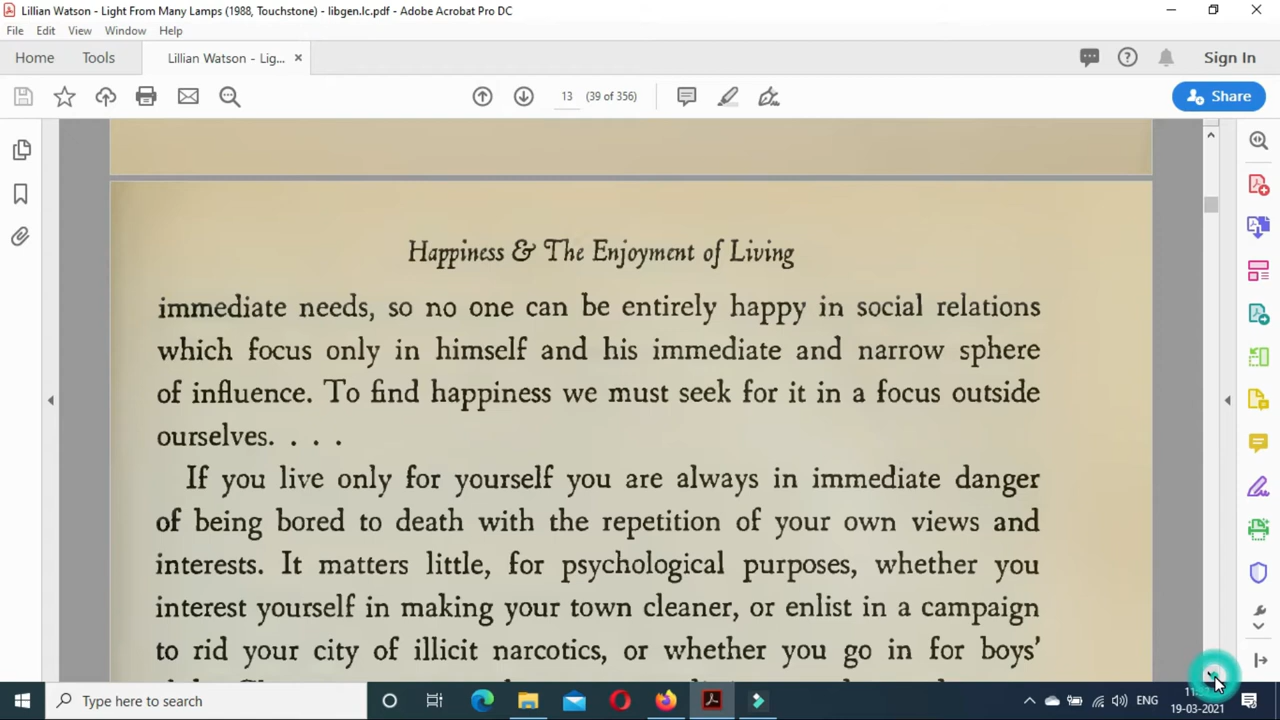 Lillian Watson - Light From Many Lamps (1988, Touchstone) - libgen.lc.pdf - Adobe Acrobat Pro DC
File Edit View Window Help
Home Tools Lillian Watson - Lig... × Sign In
13 (39 of 356) Share
Happiness & The Enjoyment of Living
immediate needs, so no one can be entirely happy in social relations
which focus only in himself and his immediate and narrow sphere
of influence. To find happiness we must seek for it in a focus outside
ourselves. . . .
If you live only for yourself you are always in immediate danger
of being bored to death with the repetition of your own views and
interests. It matters little, for psychological purposes, whether you
interest yourself in making your town cleaner, or enlist in a campaign
to rid your city of illicit narcotics, or whether you go in for boys'
Type here to search ENG
19-03-2021